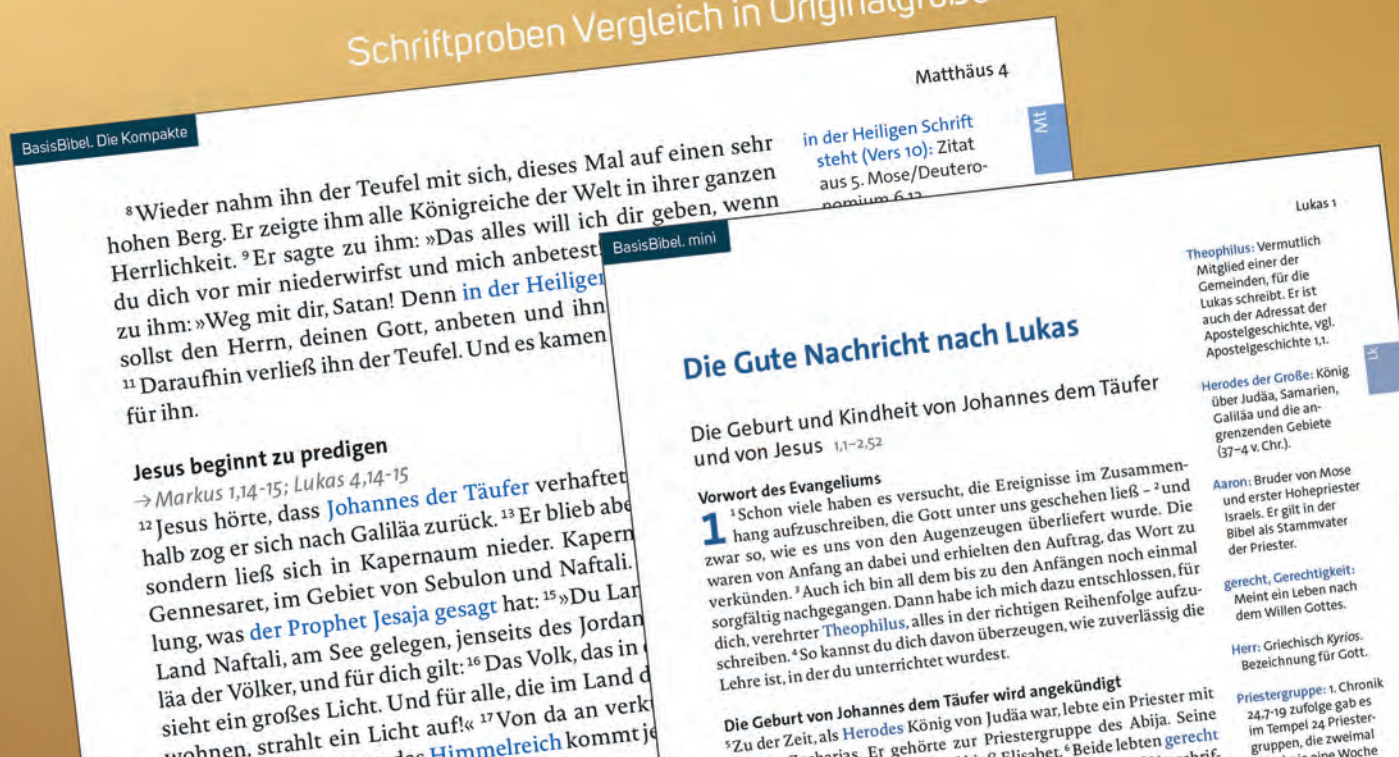 Schriftproben Vergleich in Originalgröße
BasisBibel. Die Kompakte
Matthäus 4
Mt
⁸Wieder nahm ihn der Teufel mit sich, dieses Mal auf einen sehr
hohen Berg. Er zeigte ihm alle Königreiche der Welt in ihrer ganzen
Herrlichkeit. ⁹Er sagte zu ihm: »Das alles will ich dir geben, wenn
du dich vor mir niederwirfst und mich anbetest
zu ihm: »Weg mit dir, Satan! Denn in der Heiligen
sollst den Herrn, deinen Gott, anbeten und ihn
¹¹Daraufhin verließ ihn der Teufel. Und es kamen
für ihn.
Jesus beginnt zu predigen
→Markus 1,14-15; Lukas 4,14-15
¹²Jesus hörte, dass Johannes der Täufer verhaftet
halb zog er sich nach Galiläa zurück. ¹³Er blieb
sondern ließ sich in Kapernaum nieder. Kapern
Gennesaret, im Gebiet von Sebulon und Naftali.
lung, was der Prophet Jesaja gesagt hat: ¹⁵»Du
Land Naftali, am See gelegen, jenseits des Jordan
läa der Völker, und für dich gilt: ¹⁶Das Volk, das in
sieht ein großes Licht. Und für alle, die im Land
wohnen, strahlt ein Licht auf!« ¹⁷Von da an verk
Himmelreich kommt
in der Heiligen Schrift
steht (Vers 10): Zitat
aus 5. Mose/Deutero-
nomium 6,13
BasisBibel. mini
Lukas 1
Lk
Die Gute Nachricht nach Lukas
Die Geburt und Kindheit von Johannes dem Täufer
und von Jesus 1,1–2,52
Vorwort des Evangeliums
1 ¹Schon viele haben es versucht, die Ereignisse im Zusammen-
hang aufzuschreiben, die Gott unter uns geschehen ließ – ²und
zwar so, wie es uns von den Augenzeugen überliefert wurde. Die
waren von Anfang an dabei und erhielten den Auftrag, das Wort zu
verkünden. ³Auch ich bin all dem bis zu den Anfängen noch einmal
sorgfältig nachgegangen. Dann habe ich mich dazu entschlossen, für
dich, verehrter Theophilus, alles in der richtigen Reihenfolge aufzu-
schreiben. ⁴So kannst du dich davon überzeugen, wie zuverlässig die
Lehre ist, in der du unterrichtet wurdest.
Die Geburt von Johannes dem Täufer wird angekündigt
⁵Zu der Zeit, als Herodes König von Judäa war, lebte ein Priester mit
Zacharias. Er gehörte zur Priestergruppe des Abija. Seine
Elisabet. ⁶Beide lebten gerecht
Theophilus: Vermutlich
Mitglied einer der
Gemeinden, für die
Lukas schreibt. Er ist
auch der Adressat der
Apostelgeschichte, vgl.
Apostelgeschichte 1,1.
Herodes der Große: König
über Judäa, Samarien,
Galiläa und die an-
grenzenden Gebiete
(37–4 v. Chr.).
Aaron: Bruder von Mose
und erster Hohepriester
Israels. Er gilt in der
Bibel als Stammvater
der Priester.
gerecht, Gerechtigkeit:
Meint ein Leben nach
dem Willen Gottes.
Herr: Griechisch Kyrios.
Bezeichnung für Gott.
Priestergruppe: 1. Chronik
24,7-19 zufolge gab es
im Tempel 24 Priester-
gruppen, die zweimal
eine Woche